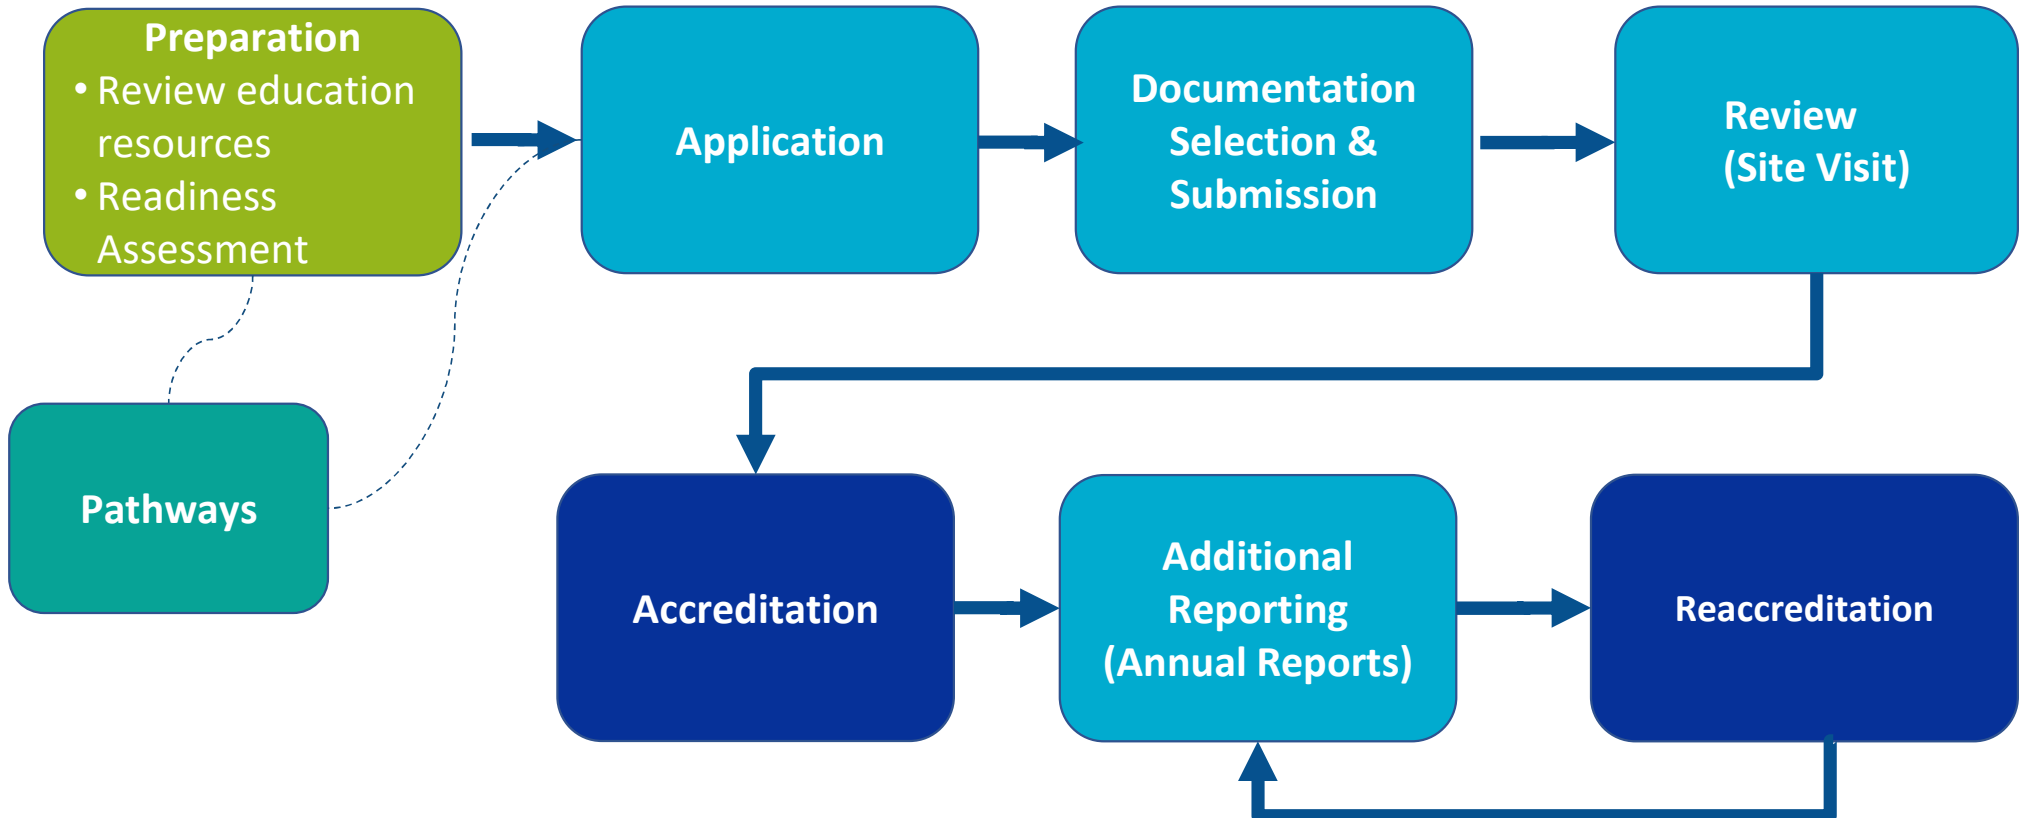 Preparation
• Review education
resources
• Readiness
Assessment
Application
Documentation
Selection &
Submission
Review
(Site Visit)
Pathways
Accreditation
Additional
Reporting
(Annual Reports)
Reaccreditation